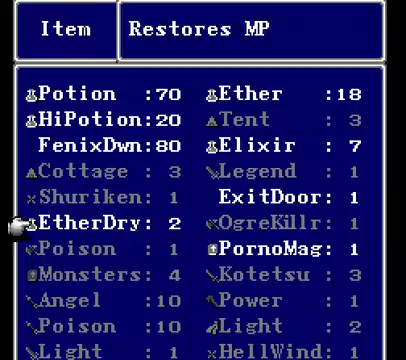 Item Restores MP
Potion :70 Ether :18
HiPotion:20 Tent : 3
FenixDwn:80 Elixir : 7
Cottage : 3 Legend : 1
Shuriken: 1 ExitDoor: 1
EtherDry: 2 OgreKillr: 1
Poison : 1 PornoMag: 1
Monsters: 4 Kotetsu : 3
Angel :10 Power : 1
Poison :10 Light : 2
Light : 1 HellWind: 1